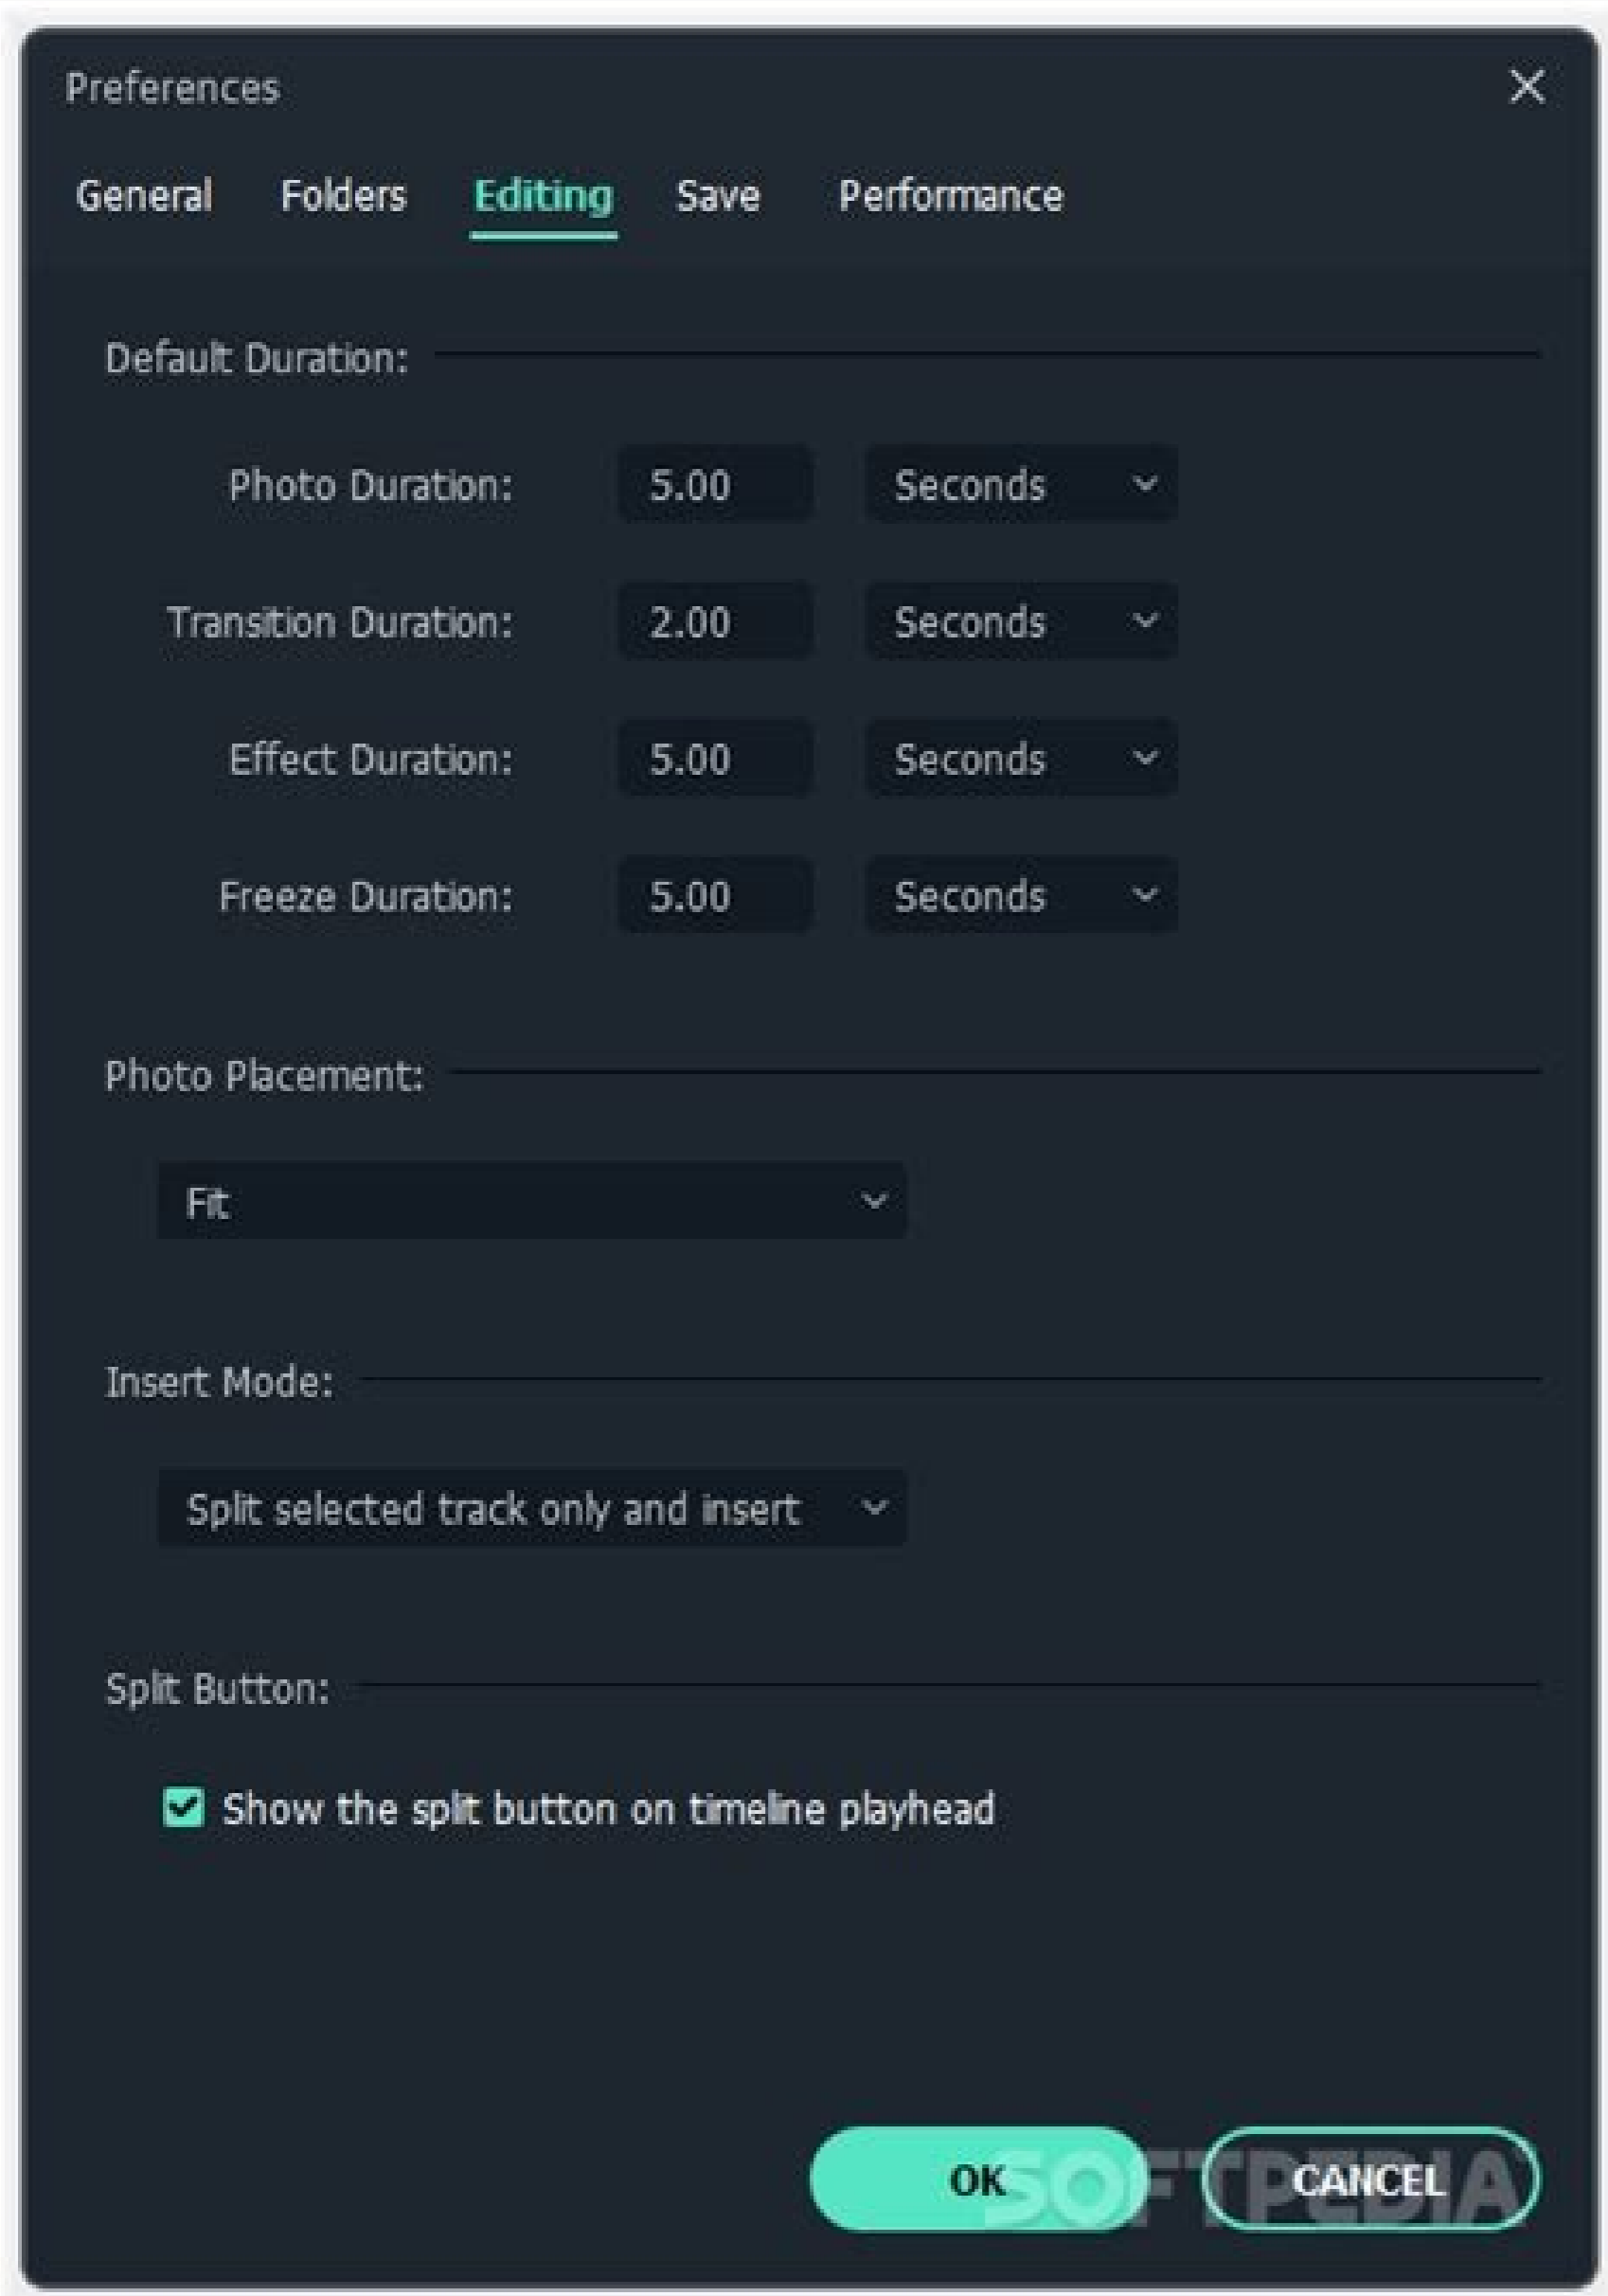 Preferences
General Folders Editing Save Performance
Default Duration:
Photo Duration: 5.00 Seconds
Transition Duration: 2.00 Seconds
Effect Duration: 5.00 Seconds
Freeze Duration: 5.00 Seconds
Photo Placement:
Fit
Insert Mode:
Split selected track only and insert
Split Button:
Show the split button on timeline playhead
OK CANCEL
SOFTPEDIA